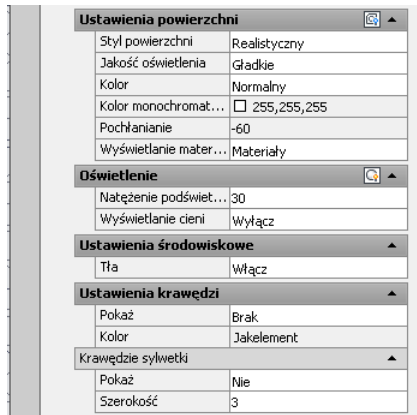 Ustawienia powierzchni
Styl powierzchni Realistyczny
Jakość oświetlenia Gładkie
Kolor Normalny
Kolor monochromat... 255,255,255
Pochłanianie -60
Wyświetlanie mater... Materiały
Oświetlenie
Natężenie podświet... 30
Wyświetlanie cieni Wyłącz
Ustawienia środowiskowe
Tła Włącz
Ustawienia krawędzi
Pokaż Brak
Kolor Jakelement
Krawędzie sylwetki
Pokaż Nie
Szerokość 3